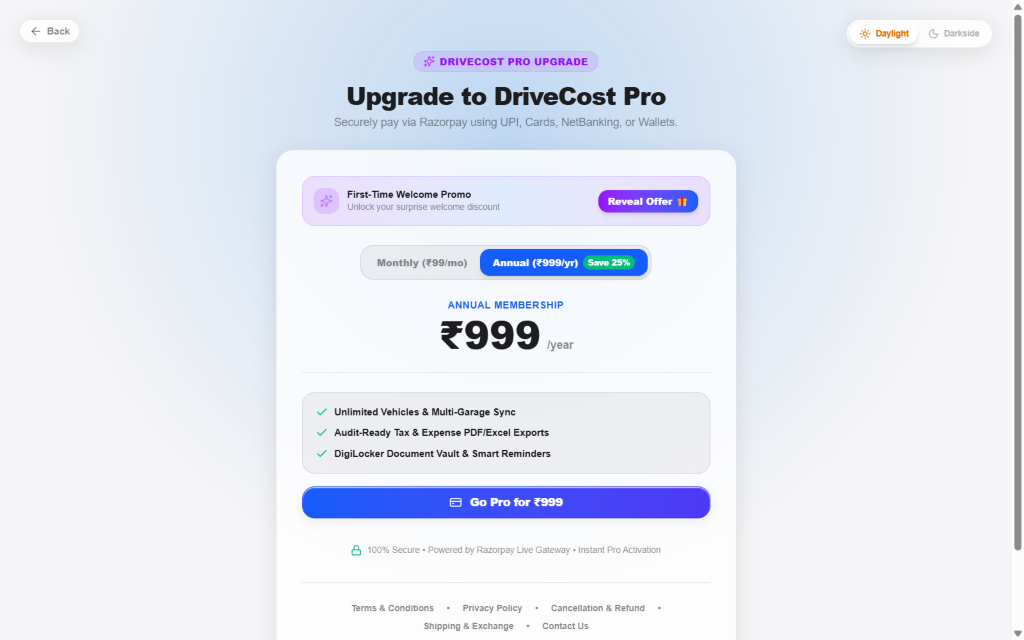 Back
Daylight
Darkside
DRIVECOST PRO UPGRADE
Upgrade to DriveCost Pro
Securely pay via Razorpay using UPI, Cards, NetBanking, or Wallets.
First-Time Welcome Promo
Unlock your surprise welcome discount
Reveal Offer 🎁
Monthly (₹99/mo)
Annual (₹999/yr) Save 25%
ANNUAL MEMBERSHIP
₹999 /year
Unlimited Vehicles & Multi-Garage Sync
Audit-Ready Tax & Expense PDF/Excel Exports
DigiLocker Document Vault & Smart Reminders
Go Pro for ₹999
100% Secure • Powered by Razorpay Live Gateway • Instant Pro Activation
Terms & Conditions • Privacy Policy • Cancellation & Refund •
Shipping & Exchange • Contact Us